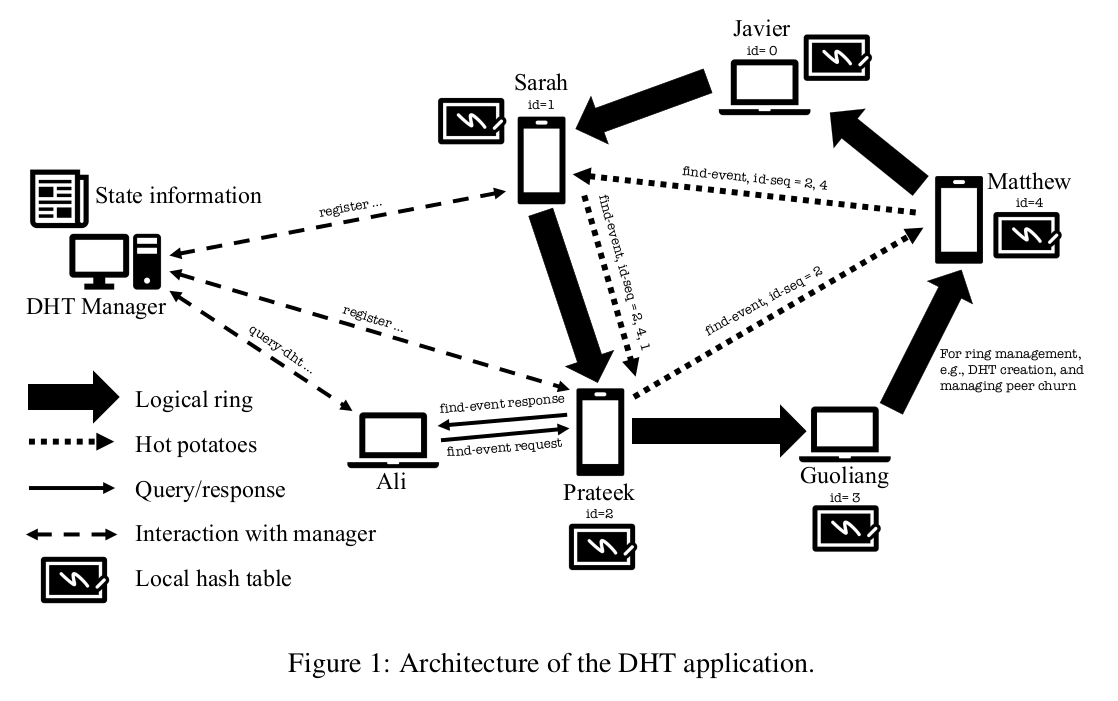 Javier
id= 0
Sarah
id=1
Matthew
id=4
State information
DHT Manager
register ...
register ...
query-dht...
find-event, id-seq = 2, 4
find-event, id-seq = 2, 4, 1
find-event, id-seq = 2
For ring management,
e.g., DHT creation, and
managing peer churn
find-event response
find-event request
Ali
Prateek
id=2
Guoliang
id= 3
Logical ring
Hot potatoes
Query/response
Interaction with manager
Local hash table
Figure 1: Architecture of the DHT application.